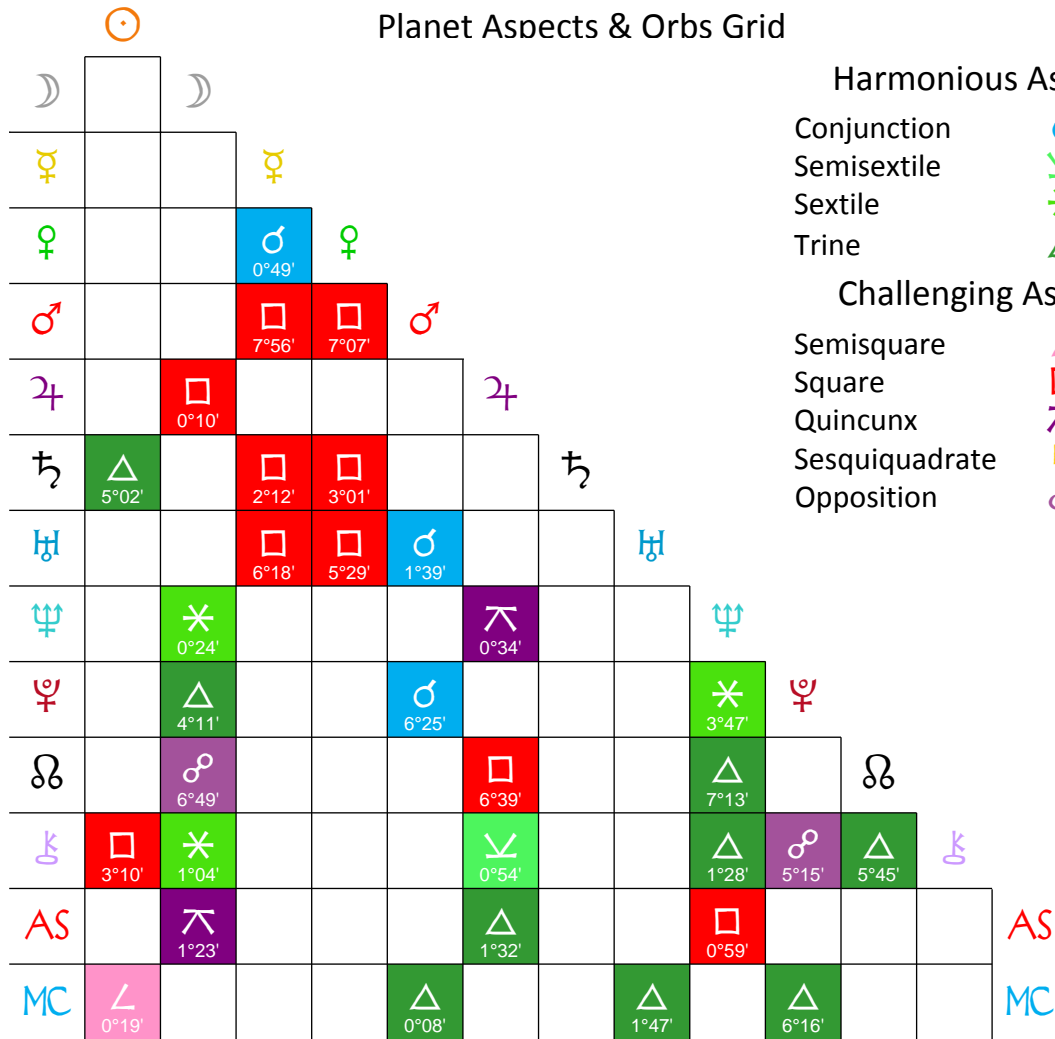 ☉ Planet Aspects & Orbs Grid
☽ ☽
Harmonious As
Conjunction ☌
Semisextile ⚺
Sextile ⚹
Trine △
☿ ☿
♀ ☌ 0°49' ♀
Challenging As
Semisquare ∠
Square □
Quincunx ⚻
Sesquiquadrate
Opposition ☍
♂ □ 7°56' □ 7°07' ♂
♃ □ 0°10' ♃
♄ △ 5°02' □ 2°12' □ 3°01' ♄
♅ □ 6°18' □ 5°29' ☌ 1°39' ♅
♆ ⚹ 0°24' ⚻ 0°34' ♆
♇ △ 4°11' ☌ 6°25' ⚹ 3°47' ♇
☊ ☍ 6°49' □ 6°39' △ 7°13' ☊
⚷ □ 3°10' ⚹ 1°04' ⚺ 0°54' △ 1°28' ☍ 5°15' △ 5°45' ⚷
AS ⚻ 1°23' △ 1°32' □ 0°59' AS
MC ∠ 0°19' △ 0°08' △ 1°47' △ 6°16' MC